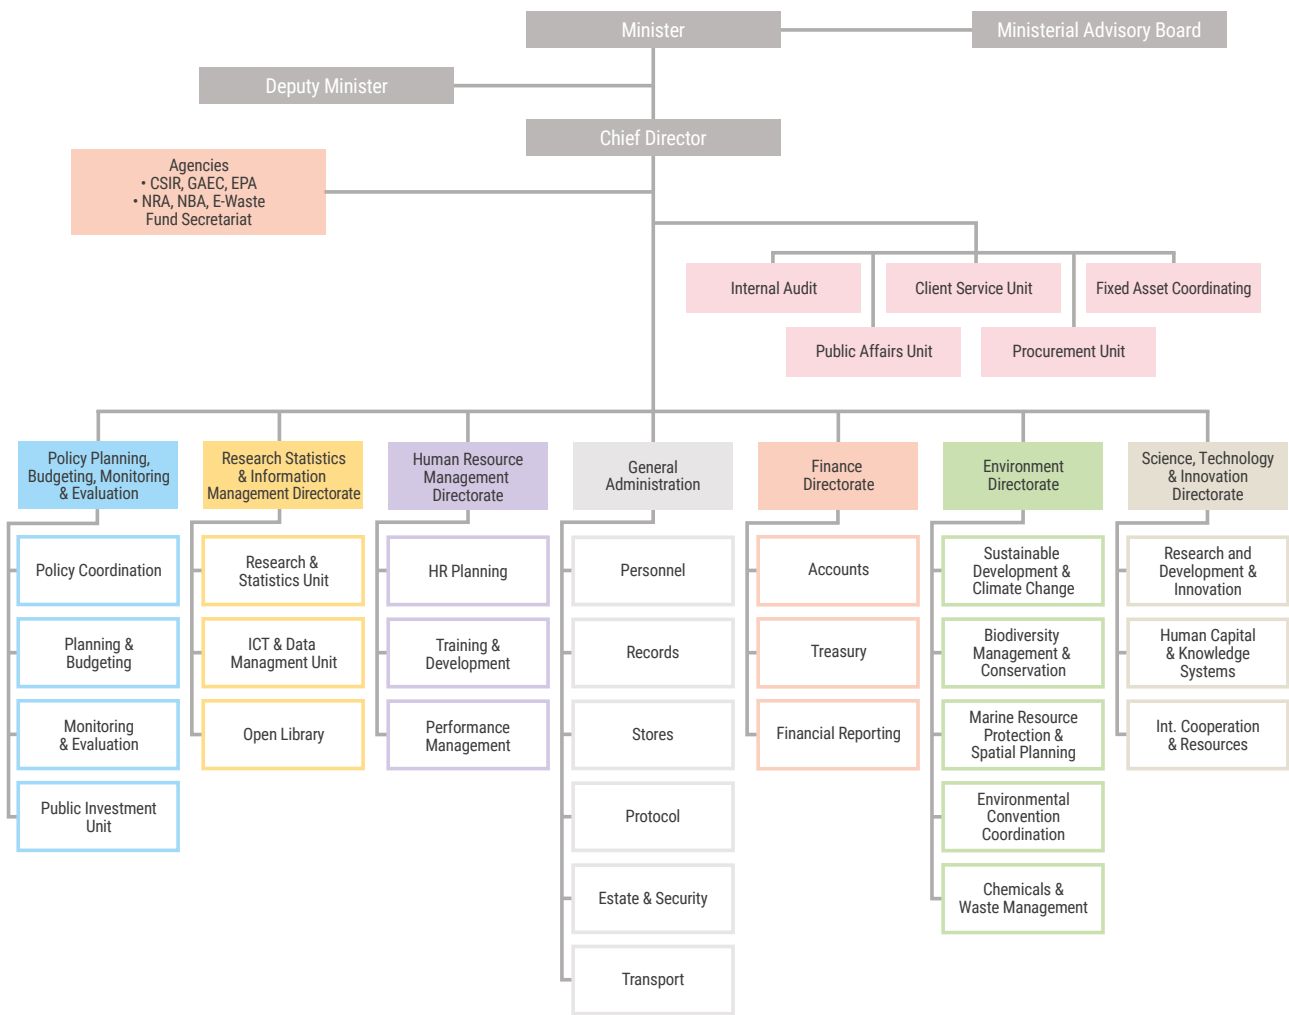 Minister
Ministerial Advisory Board
Deputy Minister
Chief Director
Agencies
• CSIR, GAEC, EPA
• NRA, NBA, E-Waste
Fund Secretariat
Internal Audit
Client Service Unit
Fixed Asset Coordinating
Public Affairs Unit
Procurement Unit
Policy Planning,
Budgeting, Monitoring
& Evaluation
Research Statistics
& Information
Management Directorate
Human Resource
Management
Directorate
General
Administration
Finance
Directorate
Environment
Directorate
Science, Technology
& Innovation
Directorate
Policy Coordination
Planning &
Budgeting
Monitoring
& Evaluation
Public Investment
Unit
Research &
Statistics Unit
ICT & Data
Managment Unit
Open Library
HR Planning
Training &
Development
Performance
Management
Personnel
Records
Stores
Protocol
Estate & Security
Transport
Accounts
Treasury
Financial Reporting
Sustainable
Development &
Climate Change
Biodiversity
Management &
Conservation
Marine Resource
Protection &
Spatial Planning
Environmental
Convention
Coordination
Chemicals &
Waste Management
Research and
Development &
Innovation
Human Capital
& Knowledge
Systems
Int. Cooperation
& Resources